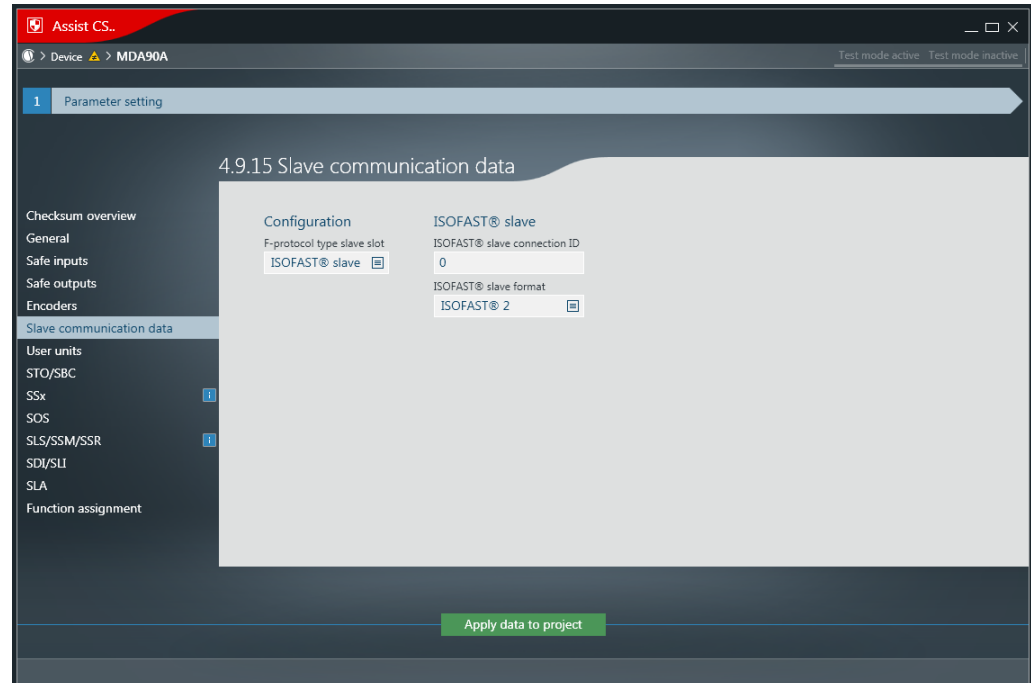 Assist CS..
> Device > MDA90A
Test mode active Test mode inactive
1 Parameter setting
4.9.15 Slave communication data
Checksum overview
General
Safe inputs
Safe outputs
Encoders
Slave communication data
User units
STO/SBC
SSx
SOS
SLS/SSM/SSR
SDI/SLI
SLA
Function assignment
Configuration
F-protocol type slave slot
ISOFAST® slave
ISOFAST® slave
ISOFAST® slave connection ID
0
ISOFAST® slave format
ISOFAST® 2
Apply data to project